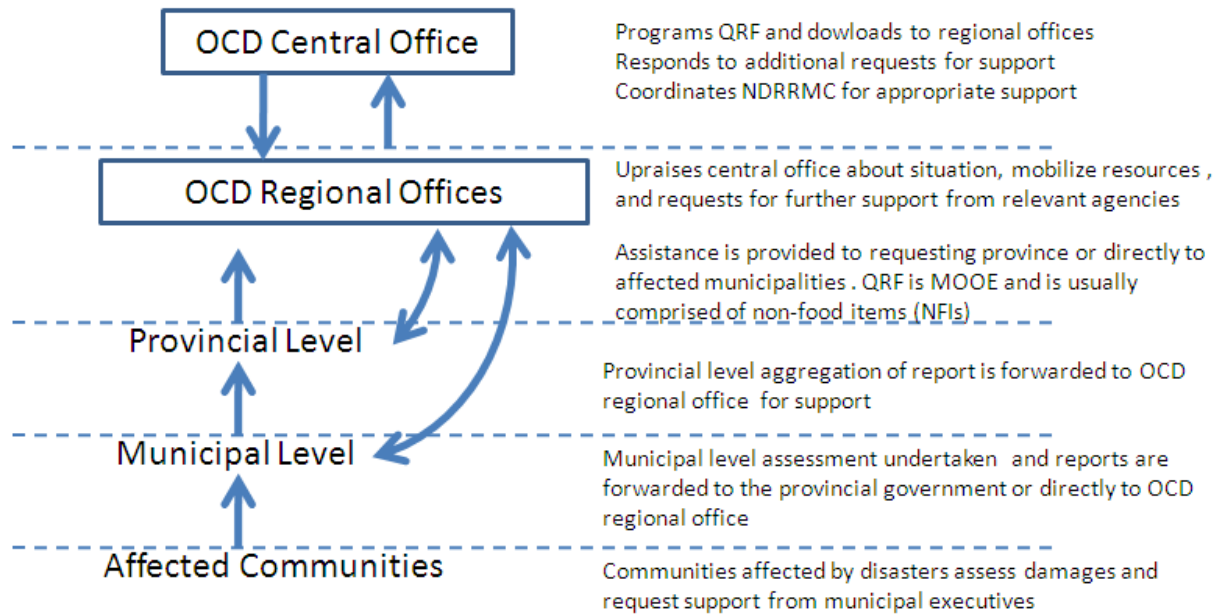 OCD Central Office
Programs QRF and dowloads to regional offices
Responds to additional requests for support
Coordinates NDRRMC for appropriate support
OCD Regional Offices
Upraises central office about situation, mobilize resources ,
and requests for further support from relevant agencies
Assistance is provided to requesting province or directly to
affected municipalities . QRF is MOOE and is usually
comprised of non-food items (NFIs)
Provincial Level
Provincial level aggregation of report is forwarded to OCD
regional office for support
Municipal Level
Municipal level assessment undertaken and reports are
forwarded to the provincial government or directly to OCD
regional office
Affected Communities
Communities affected by disasters assess damages and
request support from municipal executives